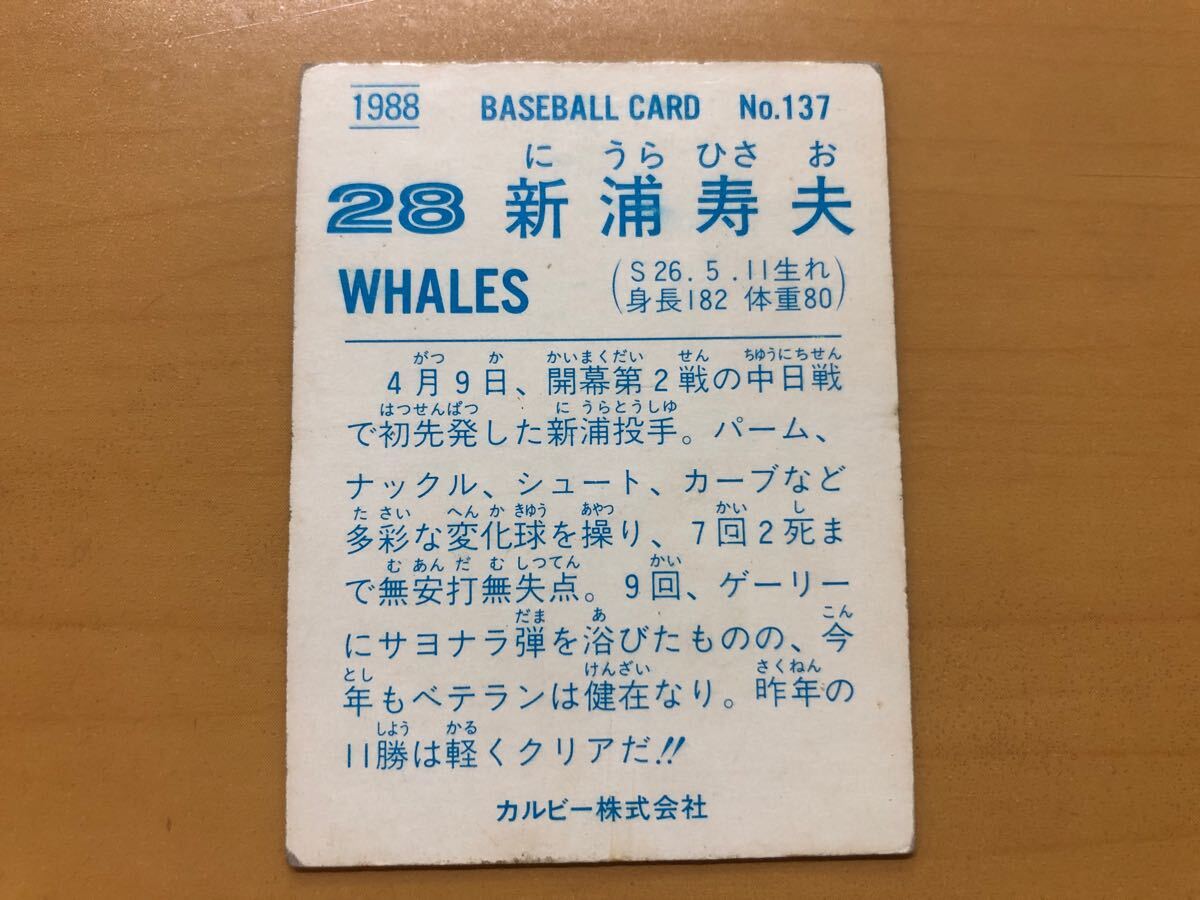 1988 BASEBALL CARD No.137
に うら ひさ お
28 新浦寿夫
WHALES
(S26.5.11生れ
身長182 体重80)
がつ か かいまくだい せん ちゆうにちせん
4月9日、開幕第2戦の中日戦
はつせんぱつ に うらとうしゆ
で初先発した新浦投手。パーム、
ナックル、シュート、カーブなど
た さい へん か きゆう あやつ かい し
多彩な変化球を操り、7回2死ま
む あん だ む しつてん かい
で無安打無失点。9回、ゲーリー
だま あ こん
にサヨナラ弾を浴びたものの、今
とし けんざい さくねん
年もベテランは健在なり。昨年の
しよう かる
11勝は軽くクリアだ!!
カルビー株式会社